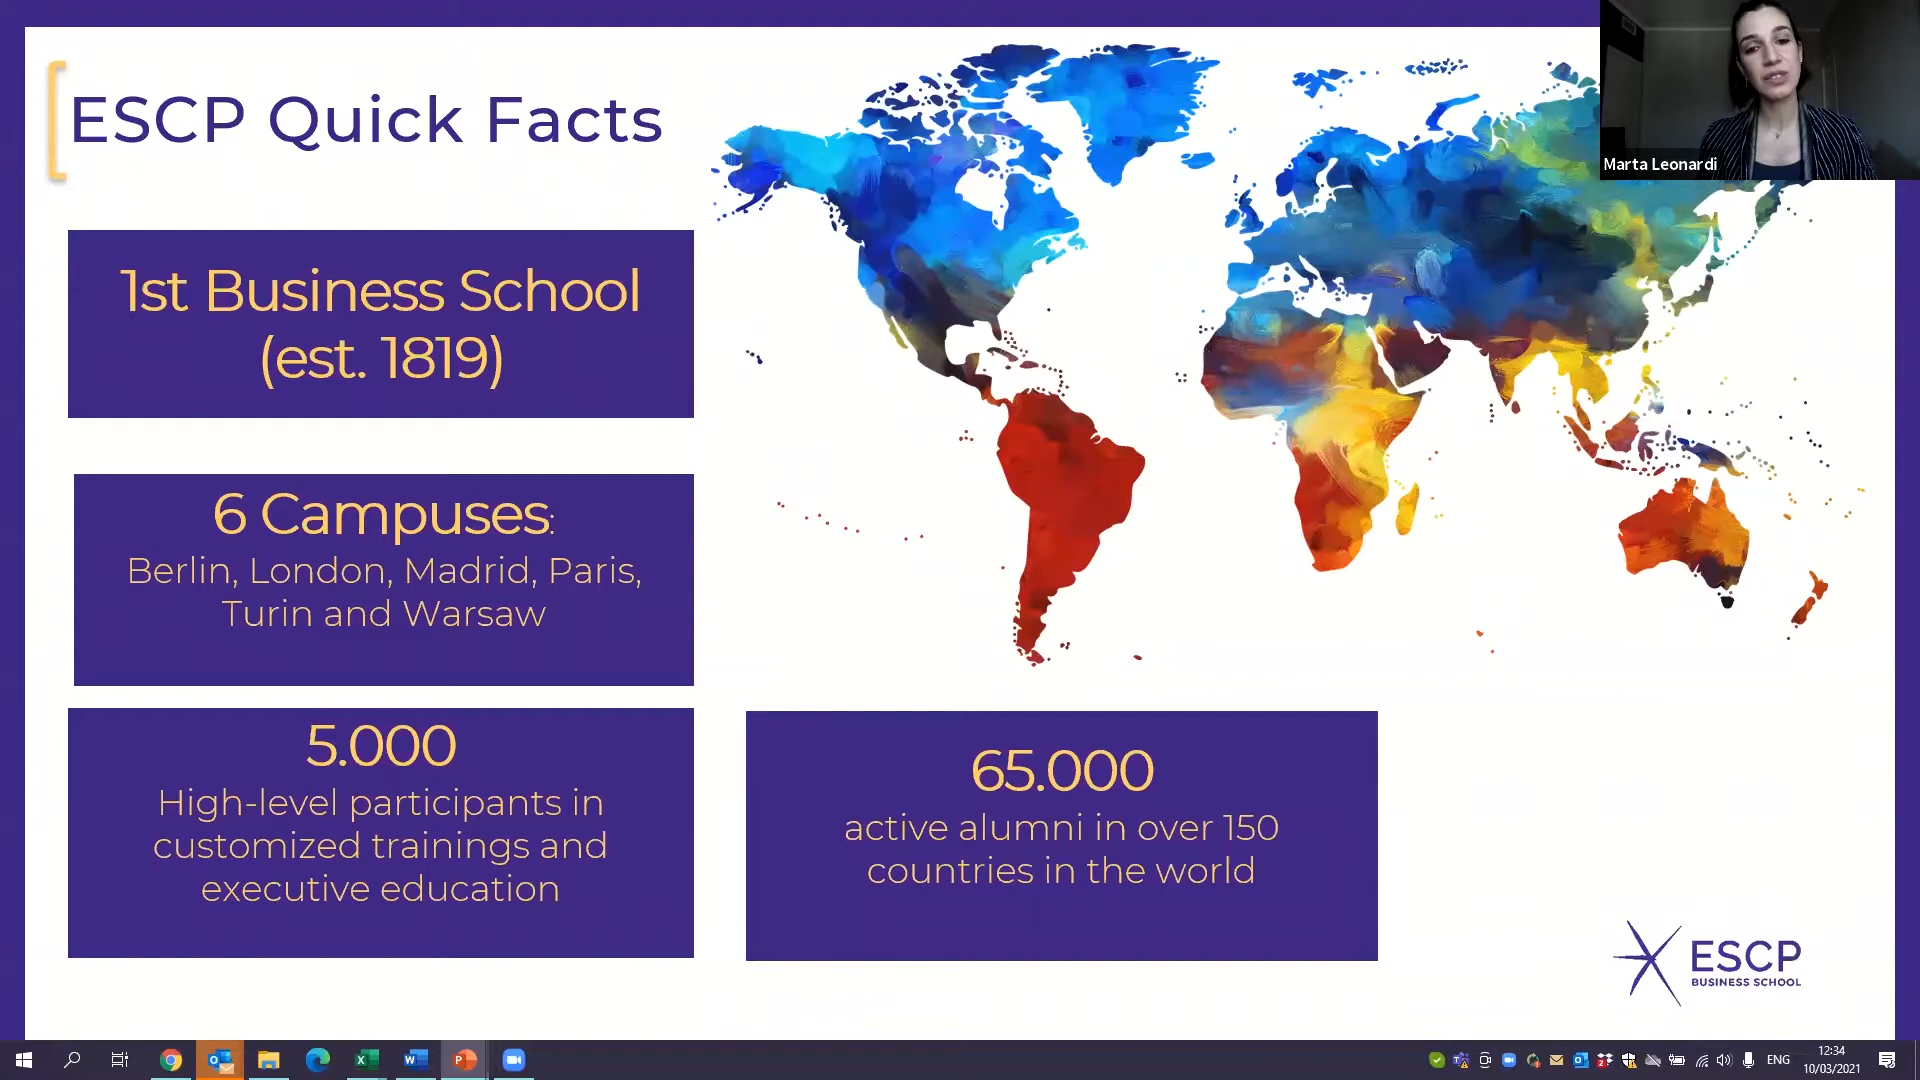 ESCP Quick Facts
1st Business School
(est. 1819)
6 Campuses:
Berlin, London, Madrid, Paris,
Turin and Warsaw
5.000
High-level participants in
customized trainings and
executive education
65.000
active alumni in over 150
countries in the world
Marta Leonardi
ESCP
BUSINESS SCHOOL
ENG
12:34
10/03/2021